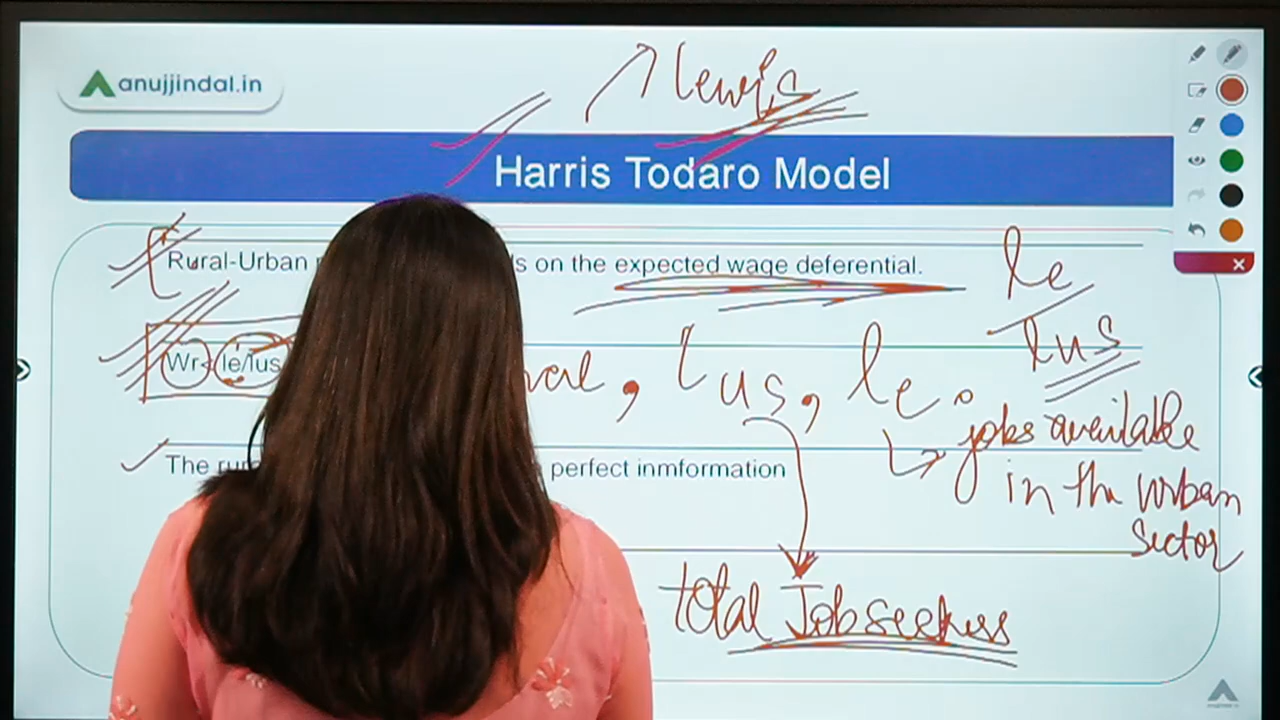 anujjindal.in
Lewis
Harris Todaro Model
Rural-Urban s on the expected wage deferential.
le
lus
Wr< le/lus
, lus, le.
jobs available
in the urban
sector
The perfect inmformation
total Jobseekers